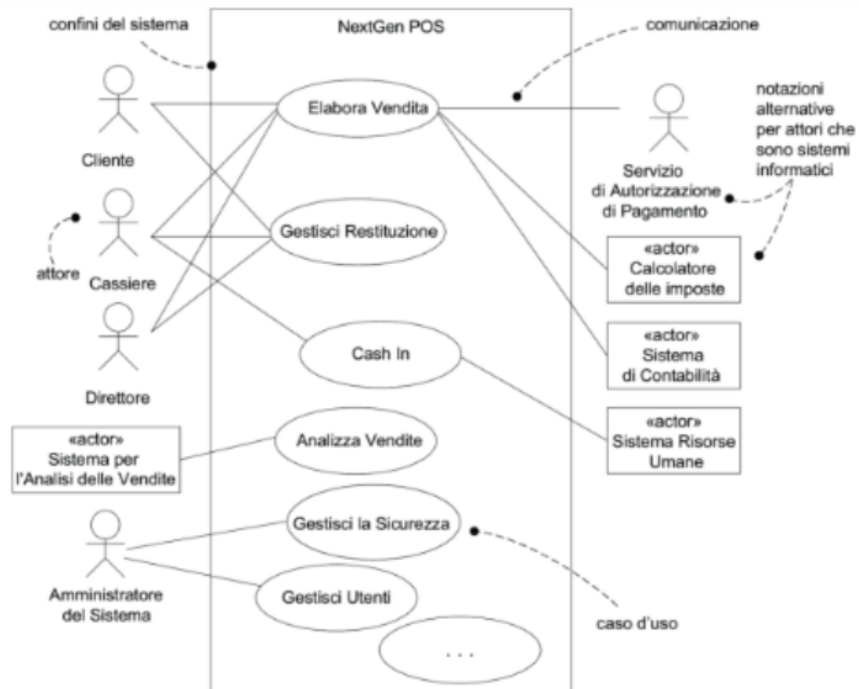 confini del sistema
NextGen POS
comunicazione
notazioni
alternative
per attori che
sono sistemi
informatici
Cliente
Elabora Vendita
Servizio
di Autorizzazione
di Pagamento
attore
Cassiere
Gestisci Restituzione
«actor»
Calcolatore
delle imposte
Direttore
Cash In
«actor»
Sistema
di Contabilità
«actor»
Sistema per
l'Analisi delle Vendite
Analizza Vendite
«actor»
Sistema Risorse
Umane
Gestisci la Sicurezza
Amministratore
del Sistema
Gestisci Utenti
caso d'uso
. . .